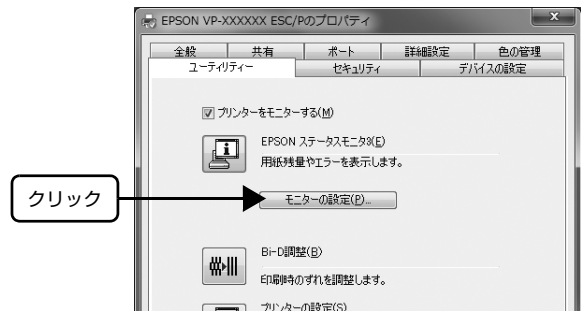 EPSON VP-XXXXXX ESC/Pのプロパティ
全般 共有 ポート 詳細設定 色の管理
ユーティリティー セキュリティ デバイスの設定
プリンターをモニターする(M)
EPSON ステータスモニタ3(E)
用紙残量やエラーを表示します。
クリック
モニターの設定(P)...
Bi-D調整(B)
印刷時のずれを調整します。
プリンターの設定(S)